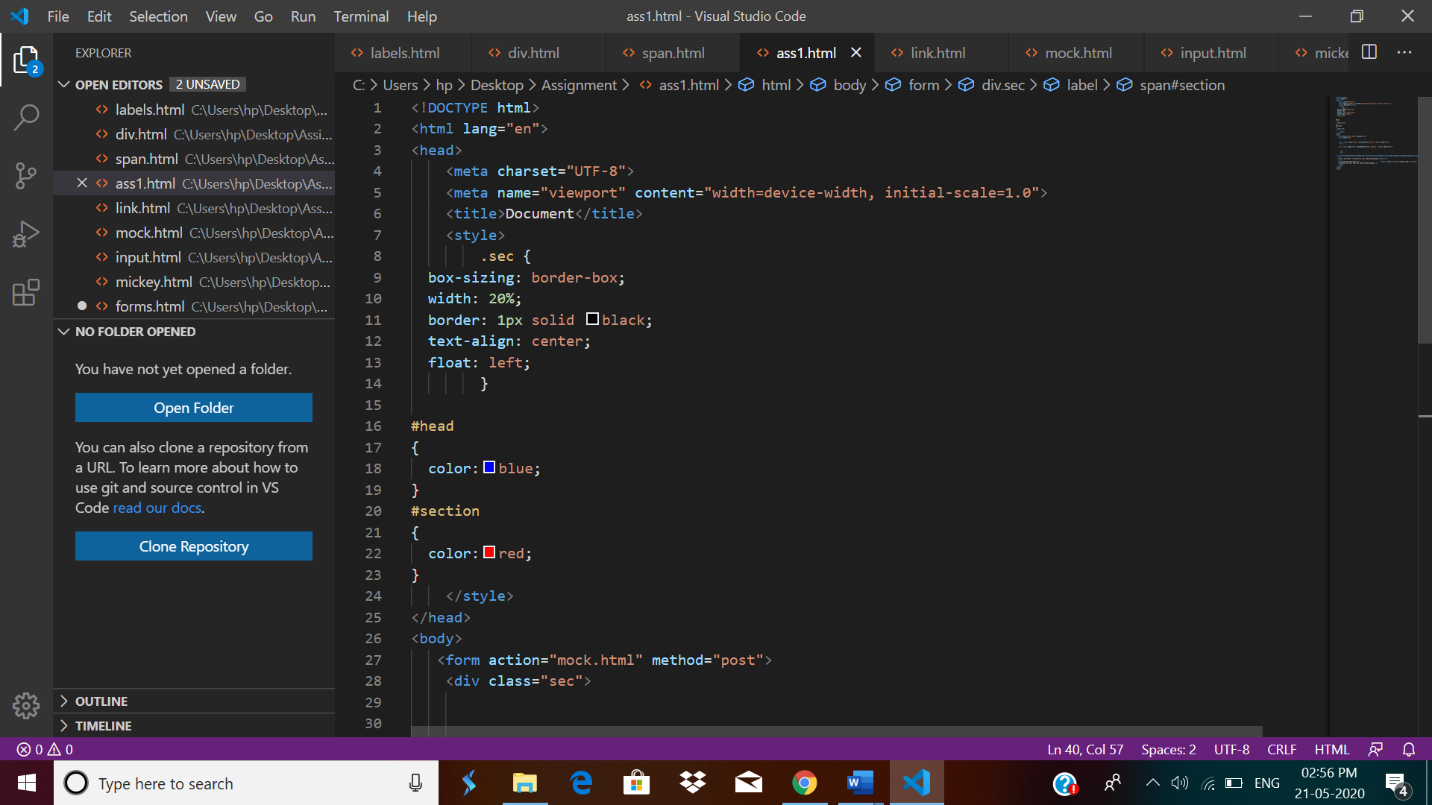 File Edit Selection View Go Run Terminal Help ass1.html - Visual Studio Code
EXPLORER
labels.html div.html span.html ass1.html link.html mock.html input.html micke
OPEN EDITORS 2 UNSAVED
C: > Users > hp > Desktop > Assignment > ass1.html > html > body > form > div.sec > label > span#section
labels.html C:\Users\hp\Desktop\...
div.html C:\Users\hp\Desktop\Assi...
span.html C:\Users\hp\Desktop\As...
ass1.html C:\Users\hp\Desktop\As...
link.html C:\Users\hp\Desktop\Ass...
mock.html C:\Users\hp\Desktop\A...
input.html C:\Users\hp\Desktop\A...
mickey.html C:\Users\hp\Desktop...
forms.html C:\Users\hp\Desktop\...
2
NO FOLDER OPENED
You have not yet opened a folder.
Open Folder
You can also clone a repository from
a URL. To learn more about how to
use git and source control in VS
Code read our docs.
Clone Repository
OUTLINE
TIMELINE
1 <!DOCTYPE html>
2 <html lang="en">
3 <head>
4 <meta charset="UTF-8">
5 <meta name="viewport" content="width=device-width, initial-scale=1.0">
6 <title>Document</title>
7 <style>
8 .sec {
9 box-sizing: border-box;
10 width: 20%;
11 border: 1px solid black;
12 text-align: center;
13 float: left;
14 }
15
16 #head
17 {
18 color: blue;
19 }
20 #section
21 {
22 color: red;
23 }
24 </style>
25 </head>
26 <body>
27 <form action="mock.html" method="post">
28 <div class="sec">
29
30
0 0 Ln 40, Col 57 Spaces: 2 UTF-8 CRLF HTML
Type here to search
ENG
02:56 PM
21-05-2020
4